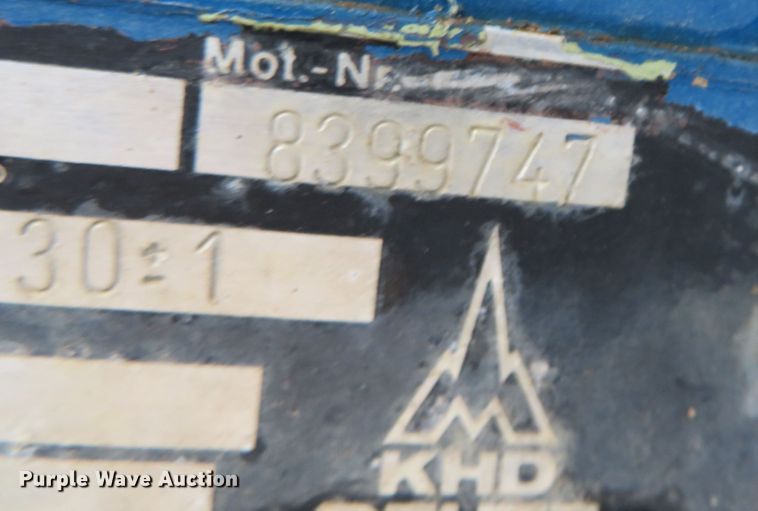 Mot.-Nr.
8399747
30±1
KHD
Purple Wave Auction